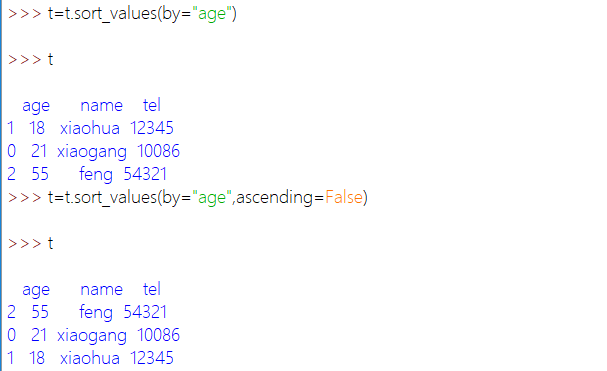 >>> t=t.sort_values(by="age")
>>> t
age name tel
1 18 xiaohua 12345
0 21 xiaogang 10086
2 55 feng 54321
>>> t=t.sort_values(by="age",ascending=False)
>>> t
age name tel
2 55 feng 54321
0 21 xiaogang 10086
1 18 xiaohua 12345